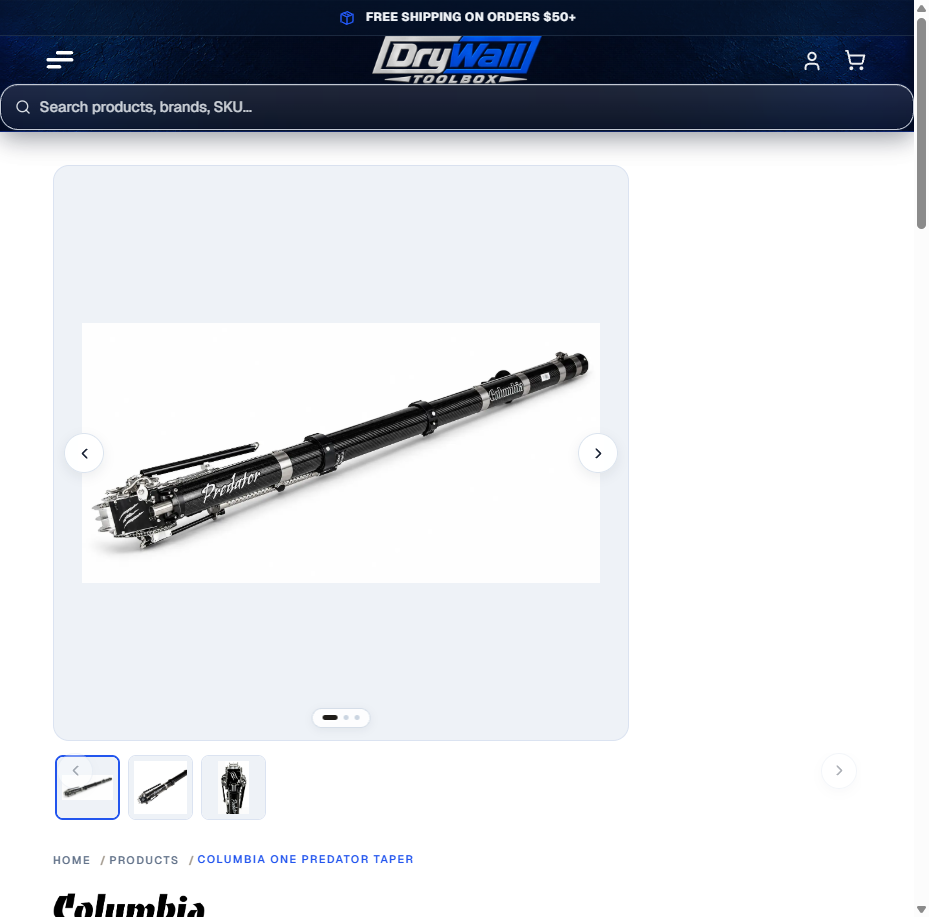 FREE SHIPPING ON ORDERS $50+
DryWall
TOOLBOX
Search products, brands, SKU...
Columbia
Predator
HOME / PRODUCTS / COLUMBIA ONE PREDATOR TAPER
Columbia